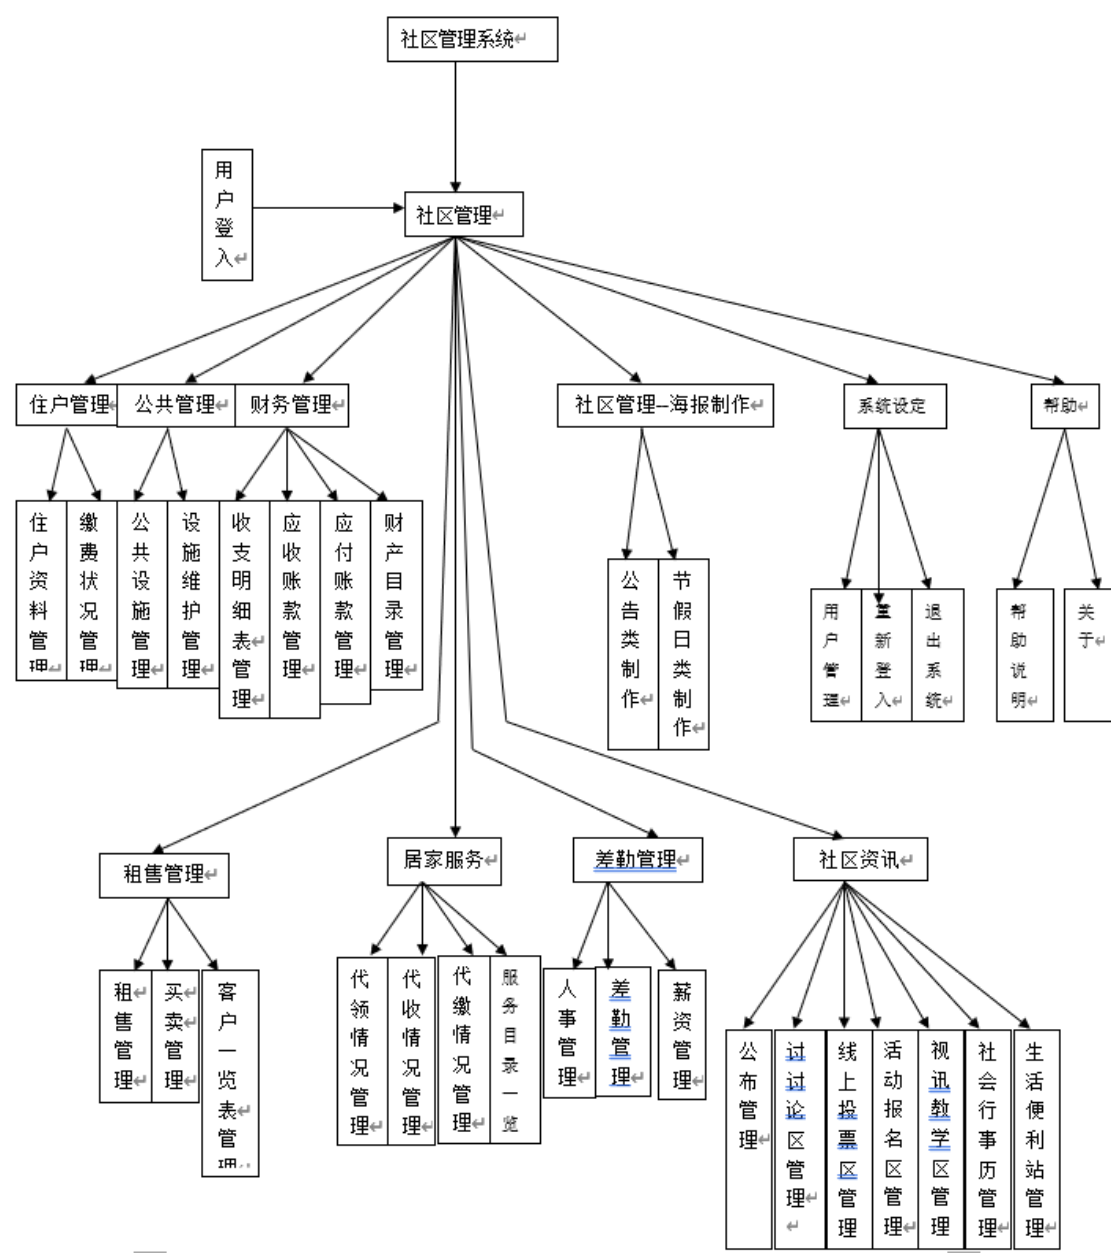 社区管理系统
用户登入
社区管理
住户管理
公共管理
财务管理
社区管理--海报制作
系统设定
帮助
住户资料管理
缴费状况管理
公共设施管理
设施维护管理
收支明细表管理
应收账款管理
应付账款管理
财产目录管理
公告类制作
节假日类制作
用户管理
重新登入
退出系统
帮助说明
关于
租售管理
居家服务
差勤管理
社区资讯
租售管理
买卖管理
客户一览表管理
代领情况管理
代收情况管理
代缴情况管理
服务目录一览
人事管理
差勤管理
薪资管理
公布管理
讨讨论区管理
线上投票区管理
活动报名区管理
视讯教学区管理
社会行事历管理
生活便利站管理